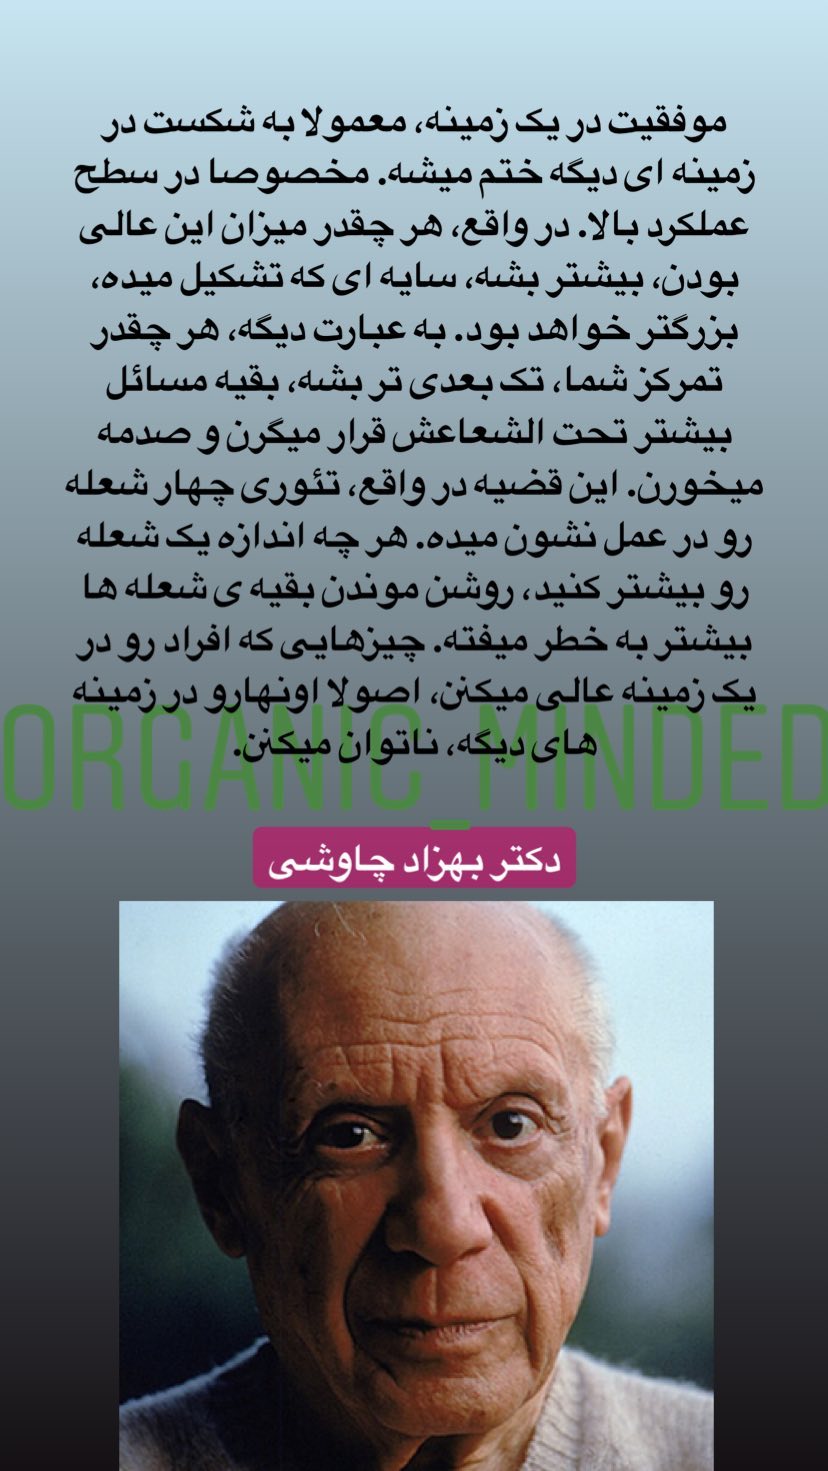 موفقیت در یک زمینه، معمولا به شکست در
زمینه ای دیگه ختم میشه. مخصوصا در سطح
عملکرد بالا. در واقع، هر چقدر میزان این عالی
بودن، بیشتر بشه، سایه ای که تشکیل میده،
بزرگتر خواهد بود. به عبارت دیگه، هر چقدر
تمرکز شما، تک بعدی تر بشه، بقیه مسائل
بیشتر تحت الشعاعش قرار میگرن و صدمه
میخورن. این قضیه در واقع، تئوری چهار شعله
رو در عمل نشون میده. هر چه اندازه یک شعله
رو بیشتر کنید، روشن موندن بقیه ی شعله ها
بیشتر به خطر میفته. چیزهایی که افراد رو در
یک زمینه عالی میکنن، اصولا اونهارو در زمینه
های دیگه، ناتوان میکنن.
ORGANIC_MINDED
دکتر بهزاد چاوشی